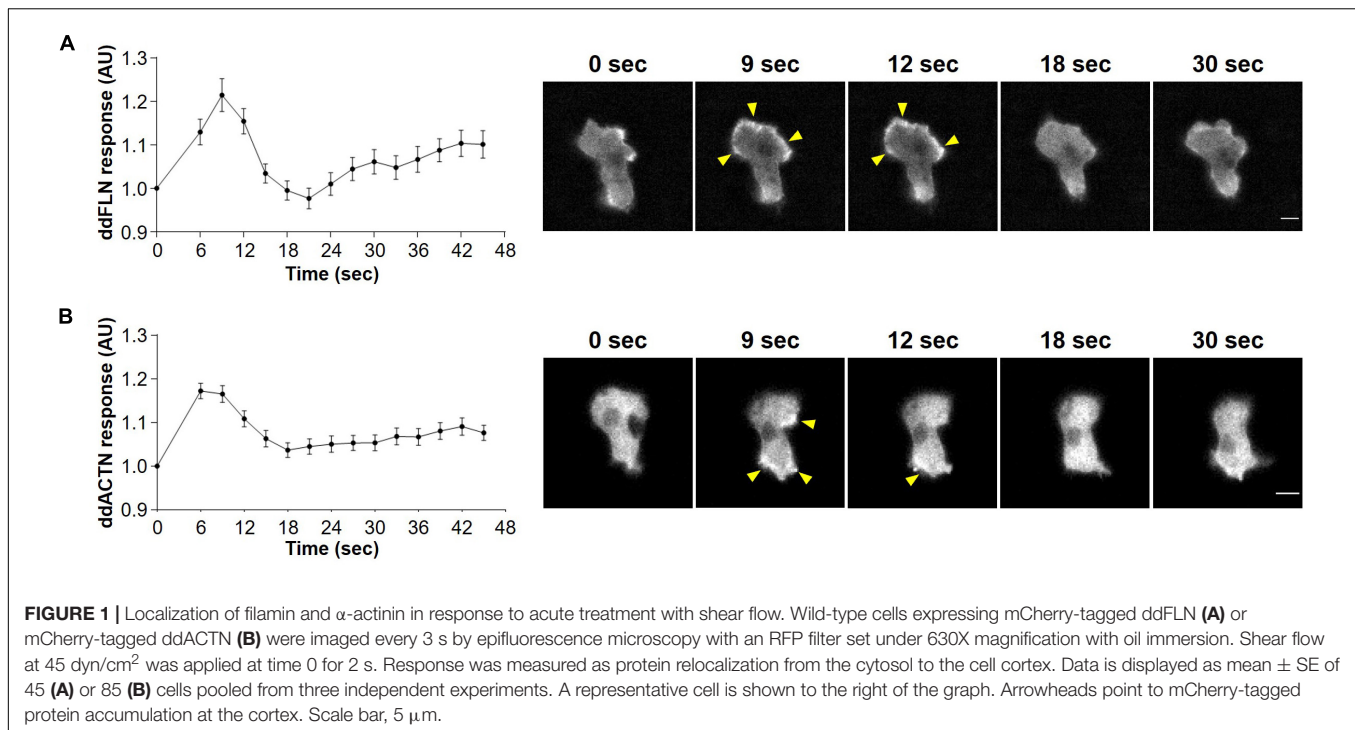 A
ddFLN response (AU)
1.3
1.2
1.1
1.0
0.9
0 6 12 18 24 30 36 42 48
Time (sec)
0 sec 9 sec 12 sec 18 sec 30 sec
B
ddACTN response (AU)
1.3
1.2
1.1
1.0
0.9
0 6 12 18 24 30 36 42 48
Time (sec)
0 sec 9 sec 12 sec 18 sec 30 sec
FIGURE 1 | Localization of filamin and α-actinin in response to acute treatment with shear flow. Wild-type cells expressing mCherry-tagged ddFLN (A) or
mCherry-tagged ddACTN (B) were imaged every 3 s by epifluorescence microscopy with an RFP filter set under 630X magnification with oil immersion. Shear flow
at 45 dyn/cm² was applied at time 0 for 2 s. Response was measured as protein relocalization from the cytosol to the cell cortex. Data is displayed as mean ± SE of
45 (A) or 85 (B) cells pooled from three independent experiments. A representative cell is shown to the right of the graph. Arrowheads point to mCherry-tagged
protein accumulation at the cortex. Scale bar, 5 μm.